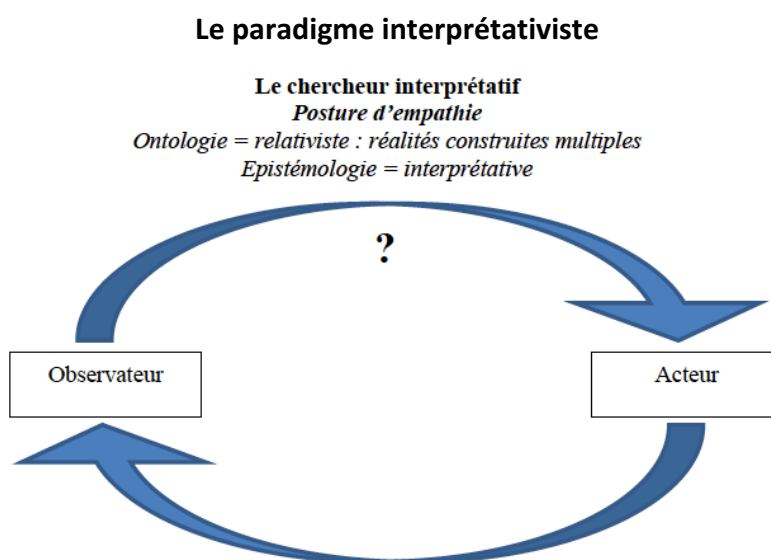 Le paradigme interprétativiste
Le chercheur interprétatif
Posture d'empathie
Ontologie = relativiste : réalités construites multiples
Epistémologie = interprétative
?
Observateur
Acteur